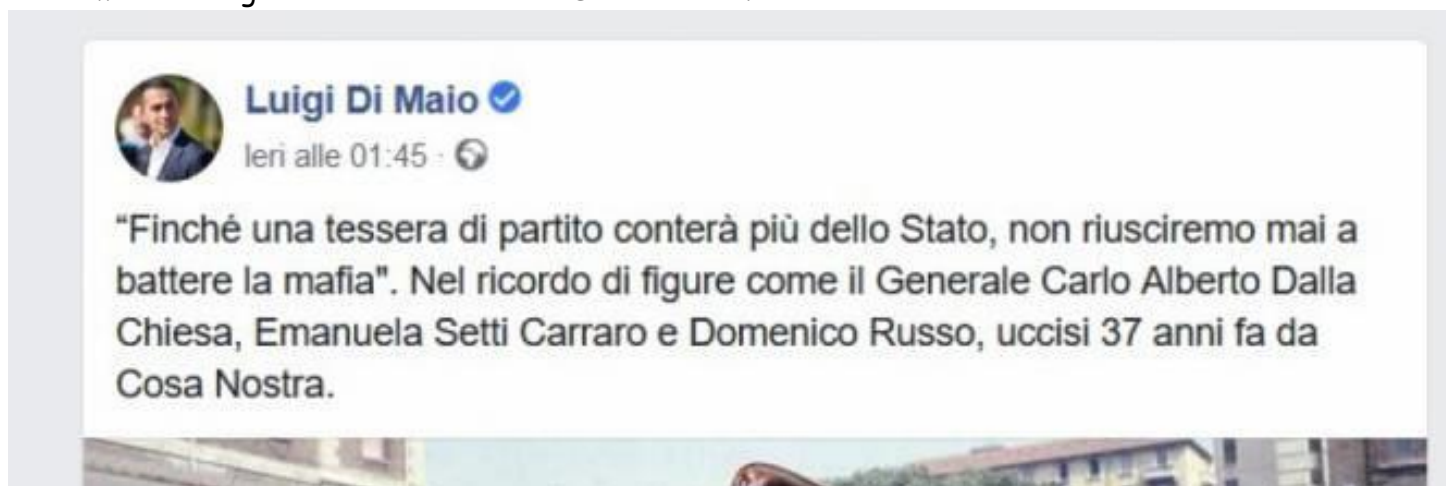 Luigi Di Maio
Ieri alle 01:45 ·
“Finché una tessera di partito conterà più dello Stato, non riusciremo mai a
battere la mafia". Nel ricordo di figure come il Generale Carlo Alberto Dalla
Chiesa, Emanuela Setti Carraro e Domenico Russo, uccisi 37 anni fa da
Cosa Nostra.